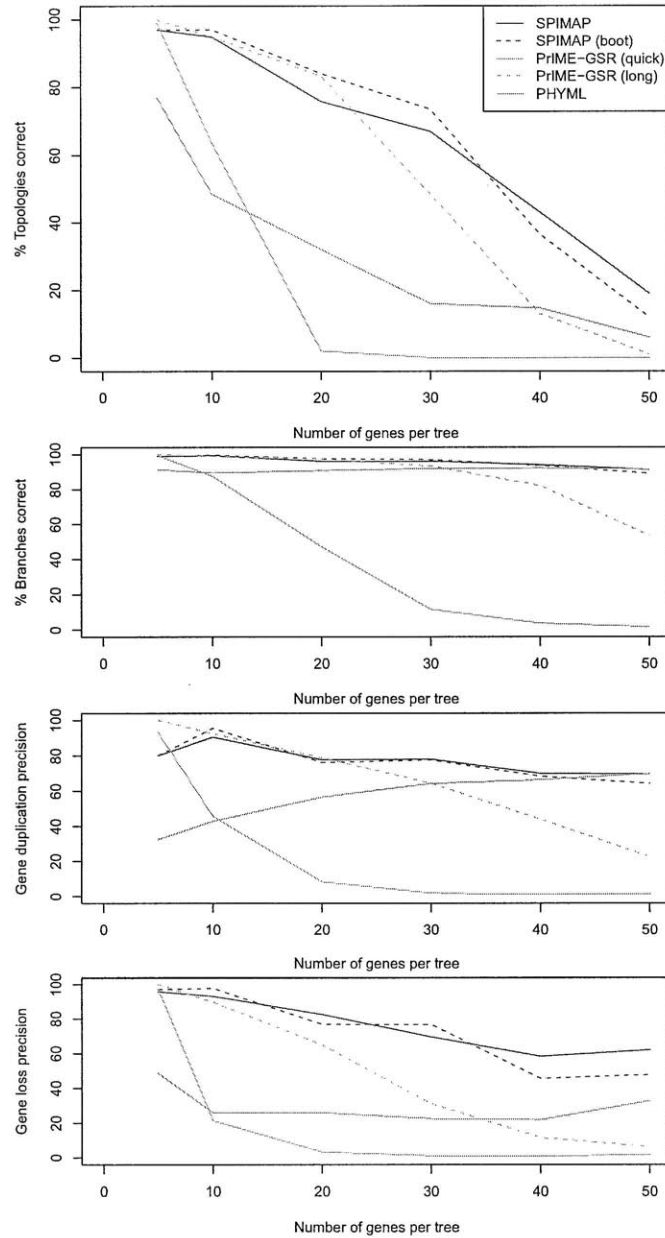 SPIMAP
SPIMAP (boot)
PrIME−GSR (quick)
PrIME−GSR (long)
PHYML
% Topologies correct
0 20 40 60 80 100
0 10 20 30 40 50
Number of genes per tree
% Branches correct
0 20 40 60 80 100
0 10 20 30 40 50
Number of genes per tree
Gene duplication precision
0 20 40 60 80 100
0 10 20 30 40 50
Number of genes per tree
Gene loss precision
0 20 40 60 80 100
0 10 20 30 40 50
Number of genes per tree